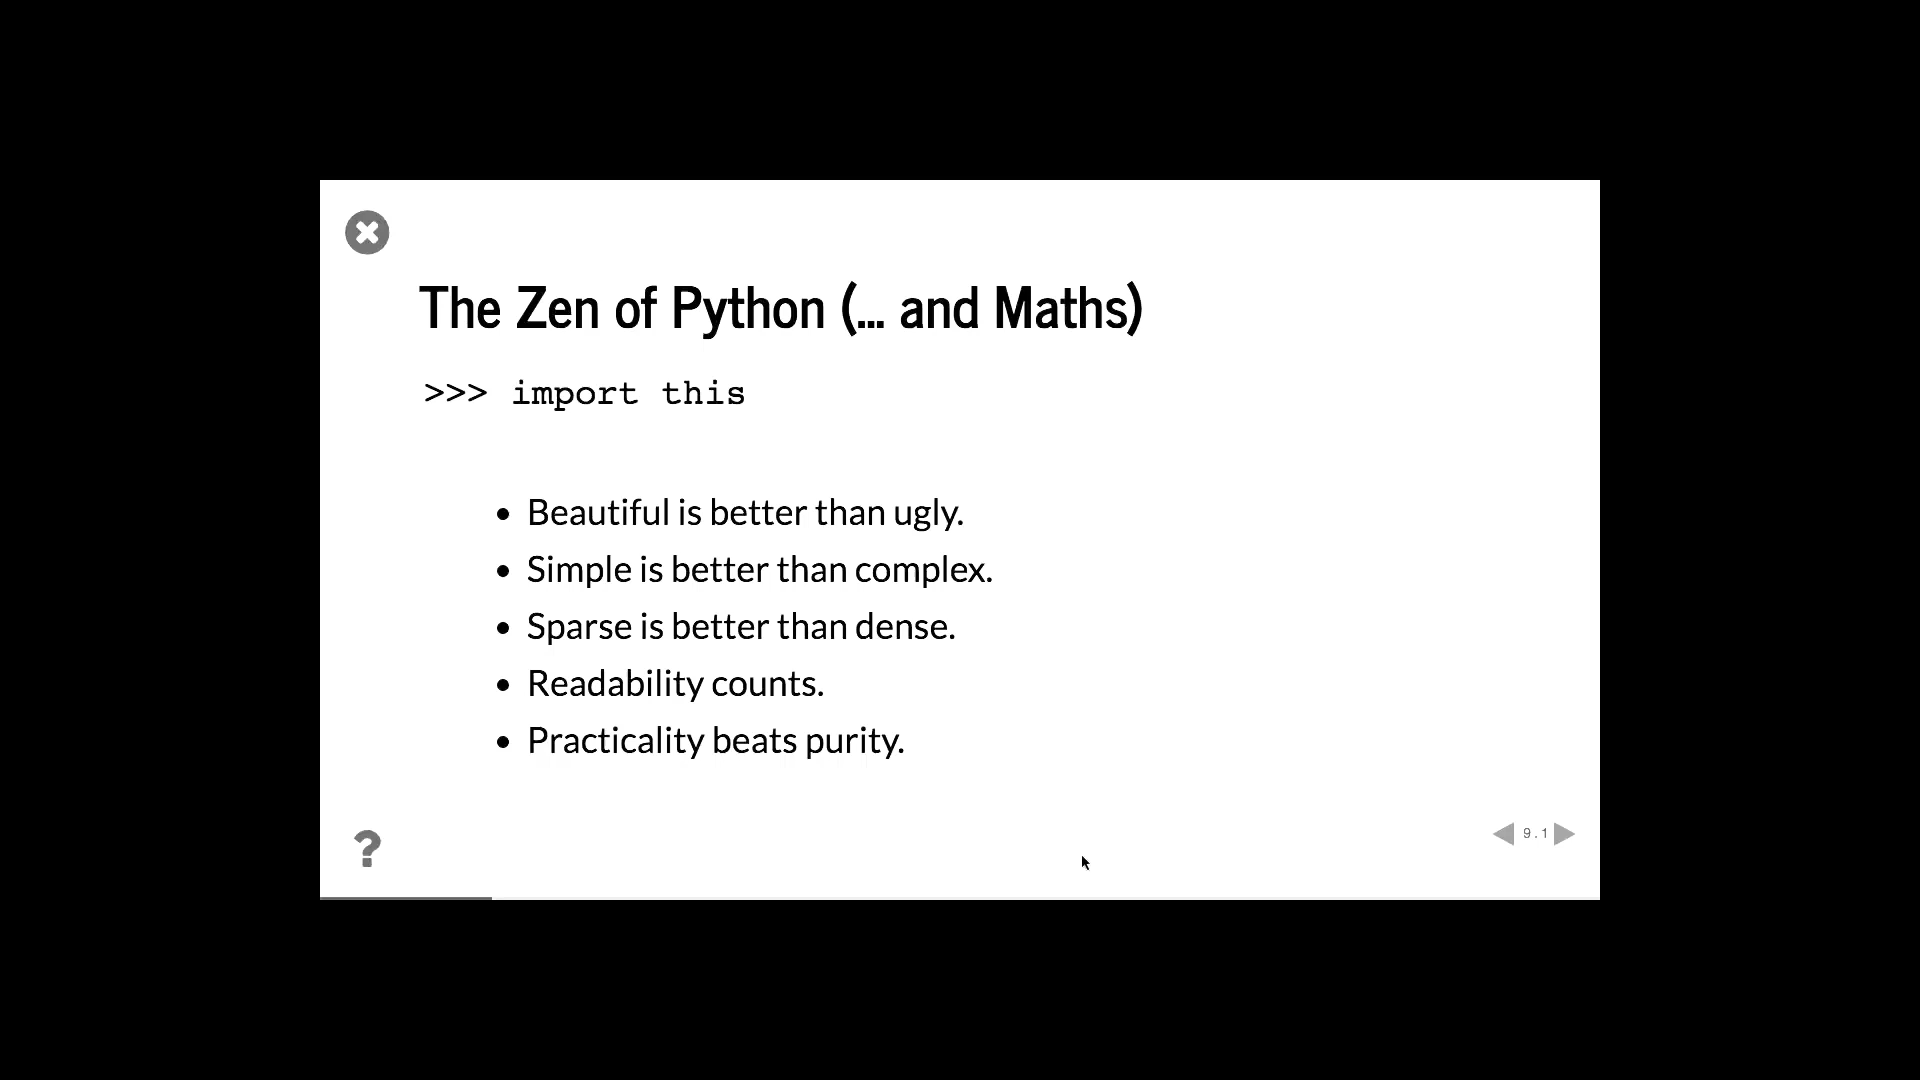 The Zen of Python (... and Maths)
>>> import this
• Beautiful is better than ugly.
• Simple is better than complex.
• Sparse is better than dense.
• Readability counts.
• Practicality beats purity.
?
9.1